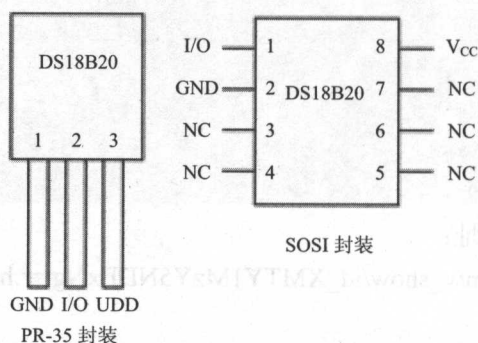 DS18B20
1 2 3
GND I/O UDD
PR-35 封装
I/O 1 8 VCC
GND 2 DS18B20 7 NC
NC 3 6 NC
NC 4 5 NC
SOSI 封装